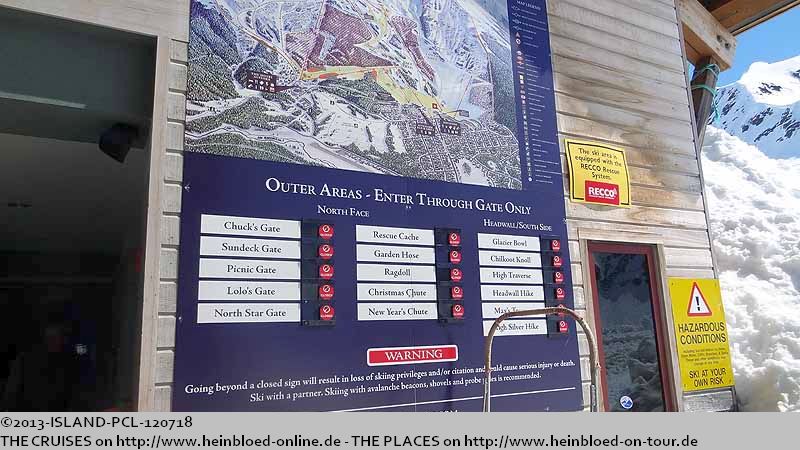 MAP LEGEND
The ski area is
equipped with the
RECCO Rescue
System.
RECCO
OUTER AREAS - ENTER THROUGH GATE ONLY
NORTH FACE
HEADWALL/SOUTH SIDE
Chuck's Gate
Sundeck Gate
Picnic Gate
Lolo's Gate
North Star Gate
Rescue Cache
Garden Hose
Ragdoll
Christmas Chute
New Year's Chute
Glacier Bowl
Chilkoot Knoll
High Traverse
Headwall Hike
Max's
Silver Hike
WARNING
Going beyond a closed sign will result in loss of skiing privileges and/or citation and could cause serious injury or death.
Ski with a partner. Skiing with avalanche beacons, shovels and probe poles is recommended.
HAZARDOUS
CONDITIONS
SKI AT YOUR
OWN RISK
©2013-ISLAND-PCL-120718
THE CRUISES on http://www.heinbloed-online.de - THE PLACES on http://www.heinbloed-on-tour.de